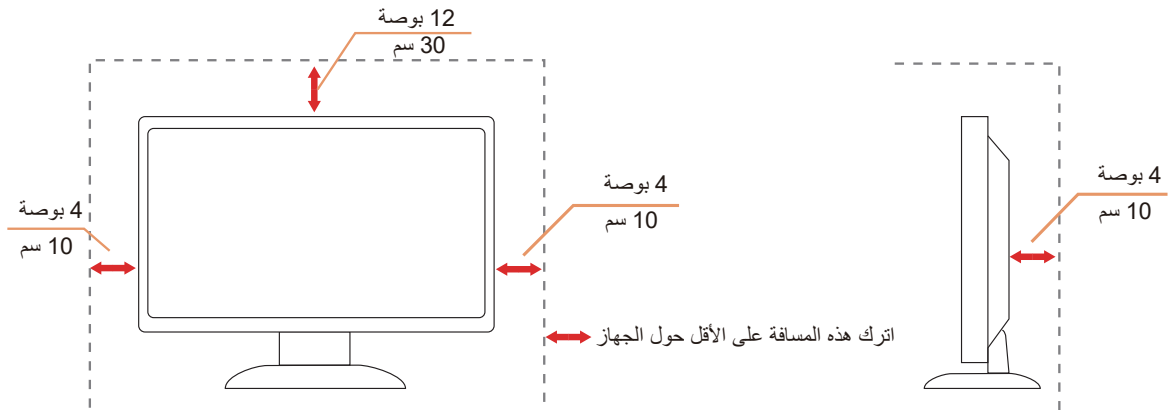 12 بوصة
30 سم
4 بوصة
10 سم
4 بوصة
10 سم
4 بوصة
10 سم
اترك هذه المسافة على الأقل حول الجهاز